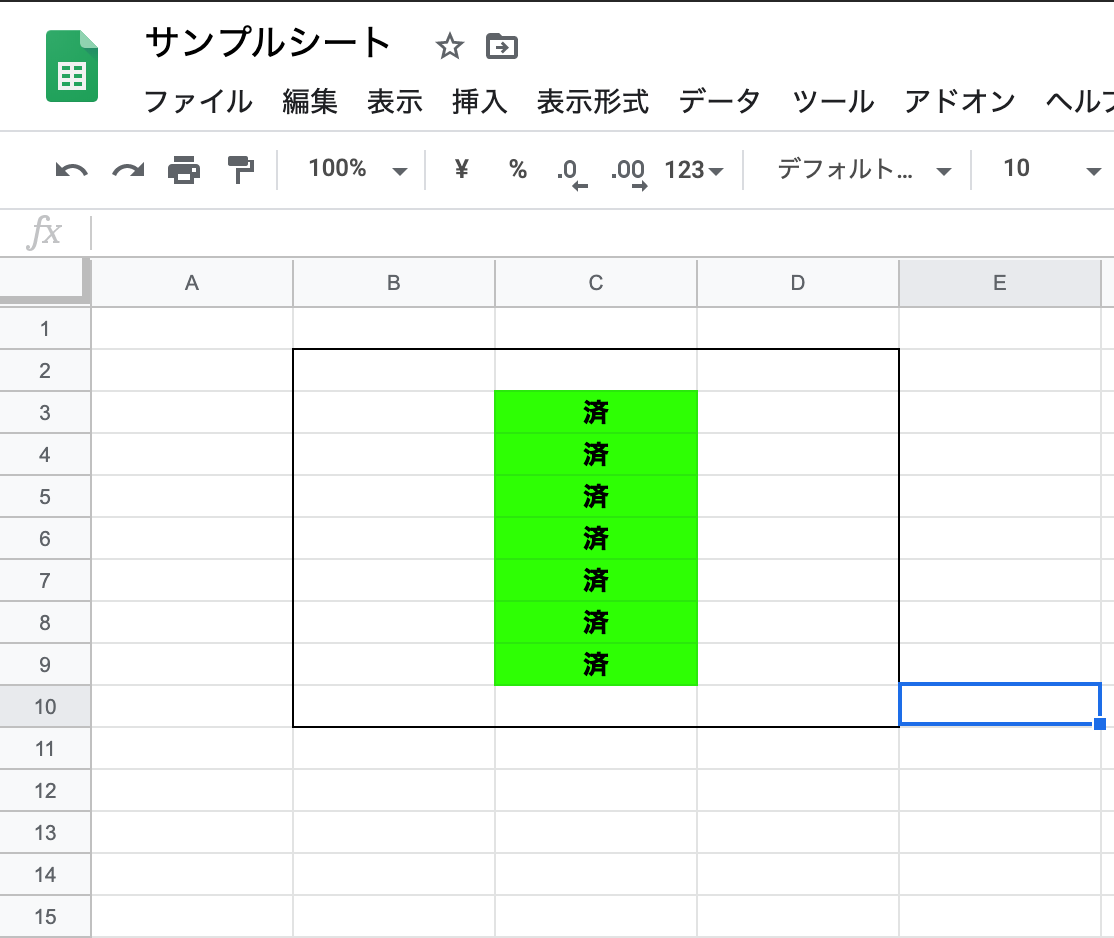 サンプルシート
ファイル 編集 表示 挿入 表示形式 データ ツール アドオン ヘルプ
100% ¥ % .0 .00 123 デフォルト... 10
fx
A B C D E
1
2
3 済
4 済
5 済
6 済
7 済
8 済
9 済
10
11
12
13
14
15